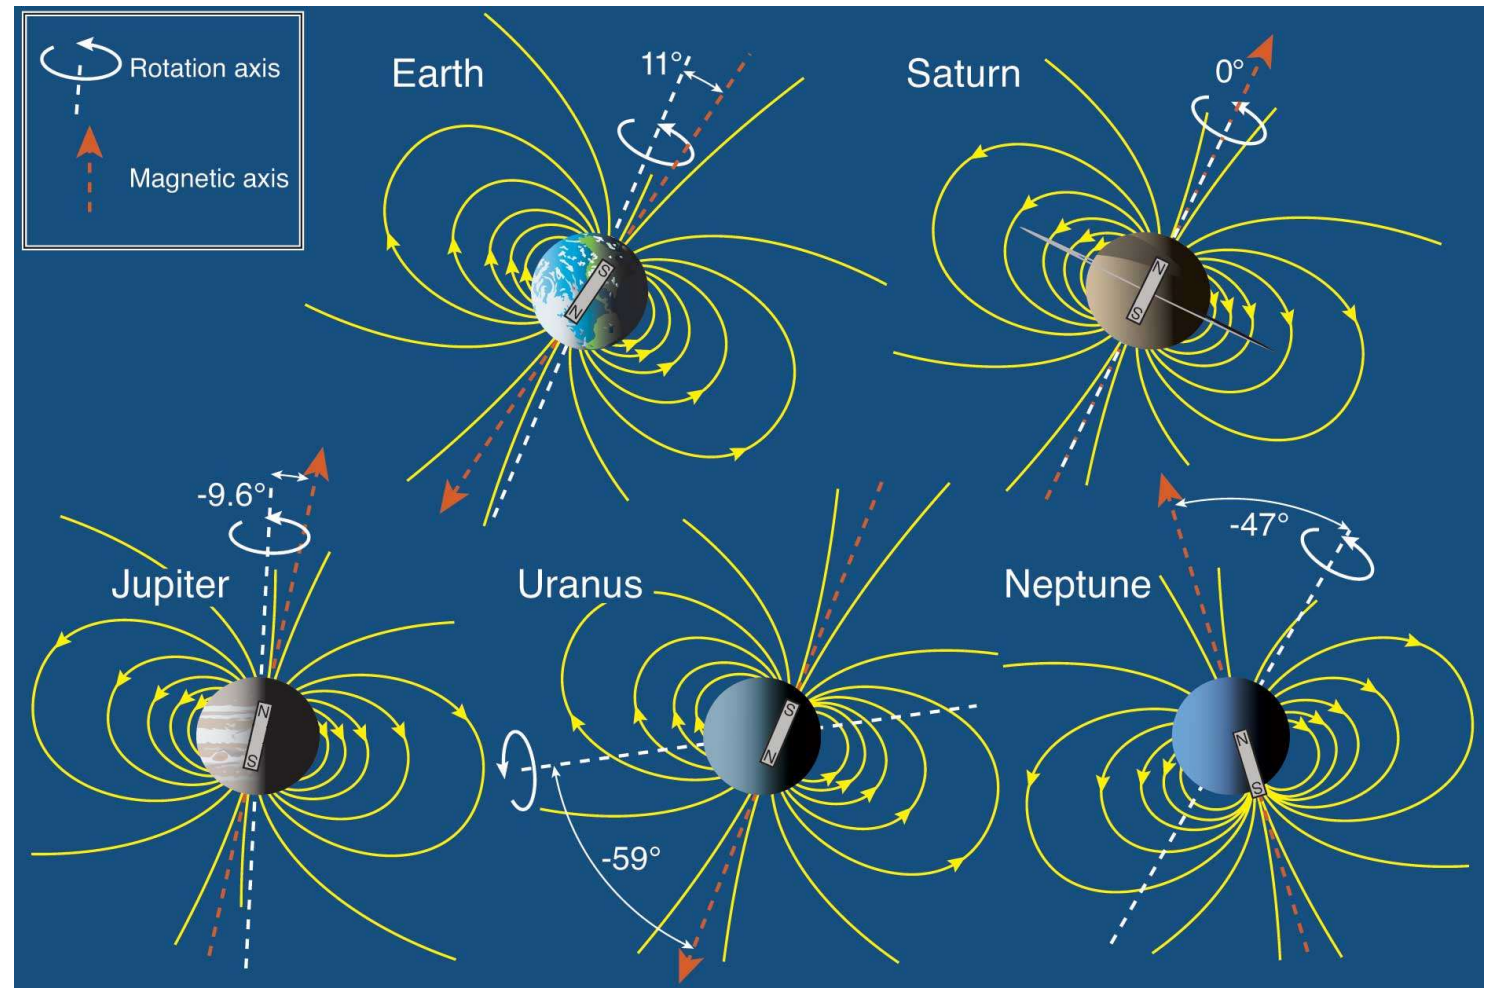 Rotation axis
Magnetic axis
Earth
11°
S
N
Saturn
0°
N
S
Jupiter
-9.6°
N
S
Uranus
-59°
S
N
Neptune
-47°
N
S